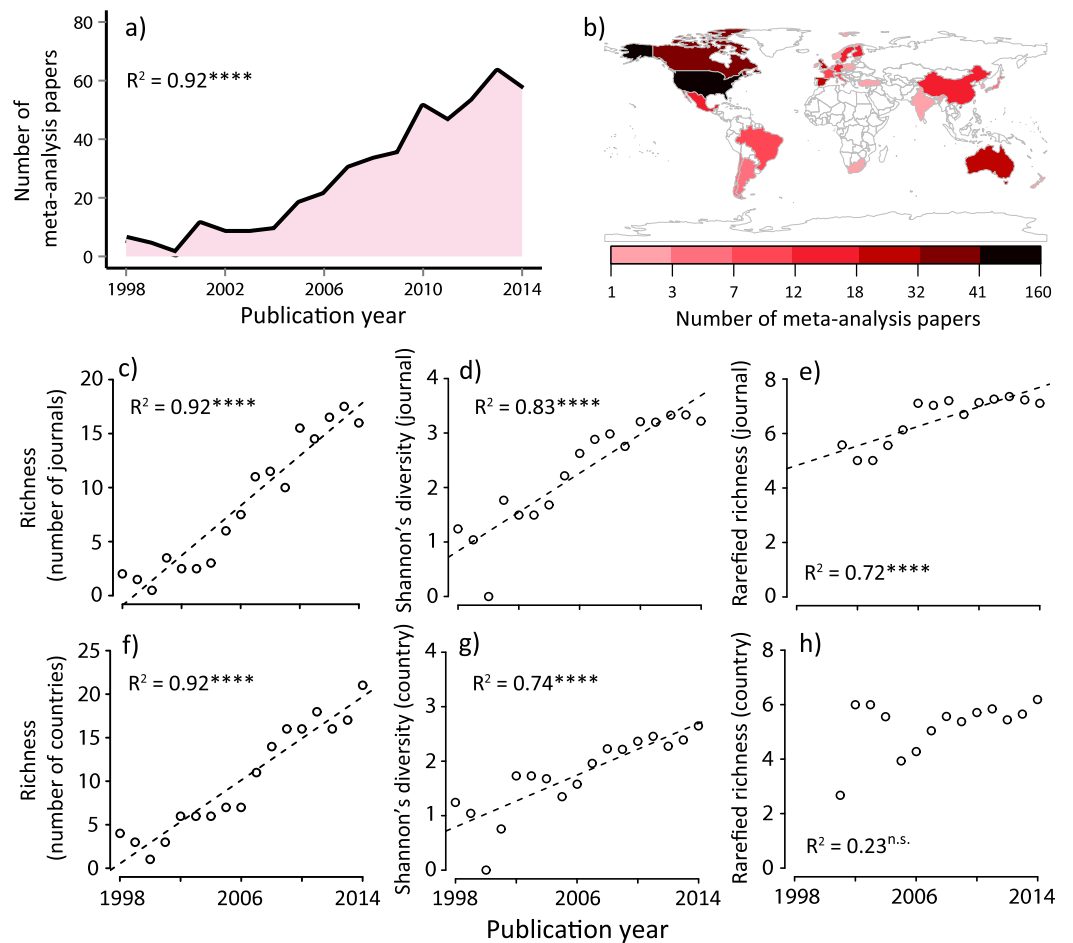 a)
Number of
meta-analysis papers
80
60
40
20
0
R² = 0.92****
1998
2002
2006
2010
2014
Publication year
b)
1
3
7
12
18
32
41
160
Number of meta-analysis papers
c)
Richness
(number of journals)
20
15
10
5
0
R² = 0.92****
d)
Shannon’s diversity (journal)
4
3
2
1
0
R² = 0.83****
e)
Rarefied richness (journal)
8
6
4
2
0
R² = 0.72****
f)
Richness
(number of countries)
25
20
15
10
5
0
R² = 0.92****
1998
2006
2014
g)
Shannon’s diversity (country)
4
3
2
1
0
R² = 0.74****
1998
2006
2014
h)
Rarefied richness (country)
8
6
4
2
0
R² = 0.23n.s.
1998
2006
2014
Publication year